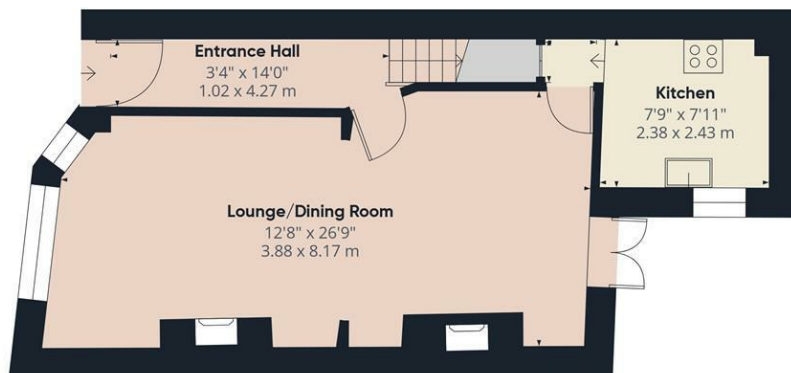 Entrance Hall
3'4" x 14'0"
1.02 x 4.27 m
Kitchen
7'9" x 7'11"
2.38 x 2.43 m
Lounge/Dining Room
12'8" x 26'9"
3.88 x 8.17 m